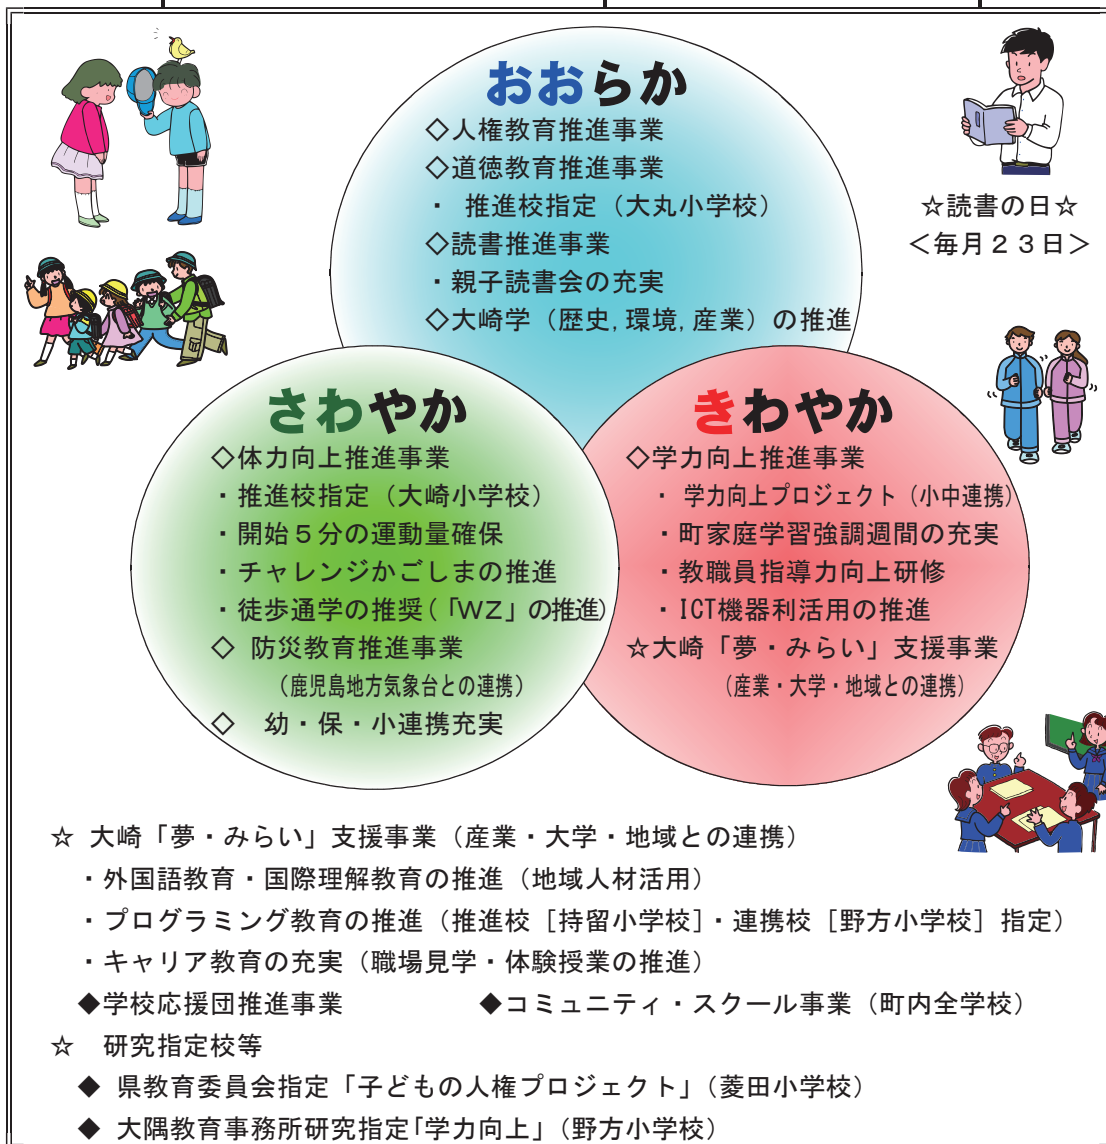 おおらか
◇人権教育推進事業
◇道徳教育推進事業
・ 推進校指定（大丸小学校）
◇読書推進事業
・親子読書会の充実
◇大崎学（歴史,環境,産業）の推進
☆読書の日☆
＜毎月２３日＞
さわやか
◇体力向上推進事業
・推進校指定（大崎小学校）
・開始５分の運動量確保
・チャレンジかごしまの推進
・徒歩通学の推奨（「ＷＺ」の推進）
◇ 防災教育推進事業
（鹿児島地方気象台との連携）
◇ 幼・保・小連携充実
きわやか
◇学力向上推進事業
・ 学力向上プロジェクト（小中連携）
・町家庭学習強調週間の充実
・教職員指導力向上研修
・ICT機器利活用の推進
☆大崎「夢・みらい」支援事業
（産業・大学・地域との連携）
☆ 大崎「夢・みらい」支援事業（産業・大学・地域との連携）
・外国語教育・国際理解教育の推進（地域人材活用）
・プログラミング教育の推進（推進校［持留小学校］・連携校［野方小学校］指定）
・キャリア教育の充実（職場見学・体験授業の推進）
◆学校応援団推進事業 ◆コミュニティ・スクール事業（町内全学校）
☆ 研究指定校等
◆ 県教育委員会指定「子どもの人権プロジェクト」（菱田小学校）
◆ 大隅教育事務所研究指定「学力向上」（野方小学校）